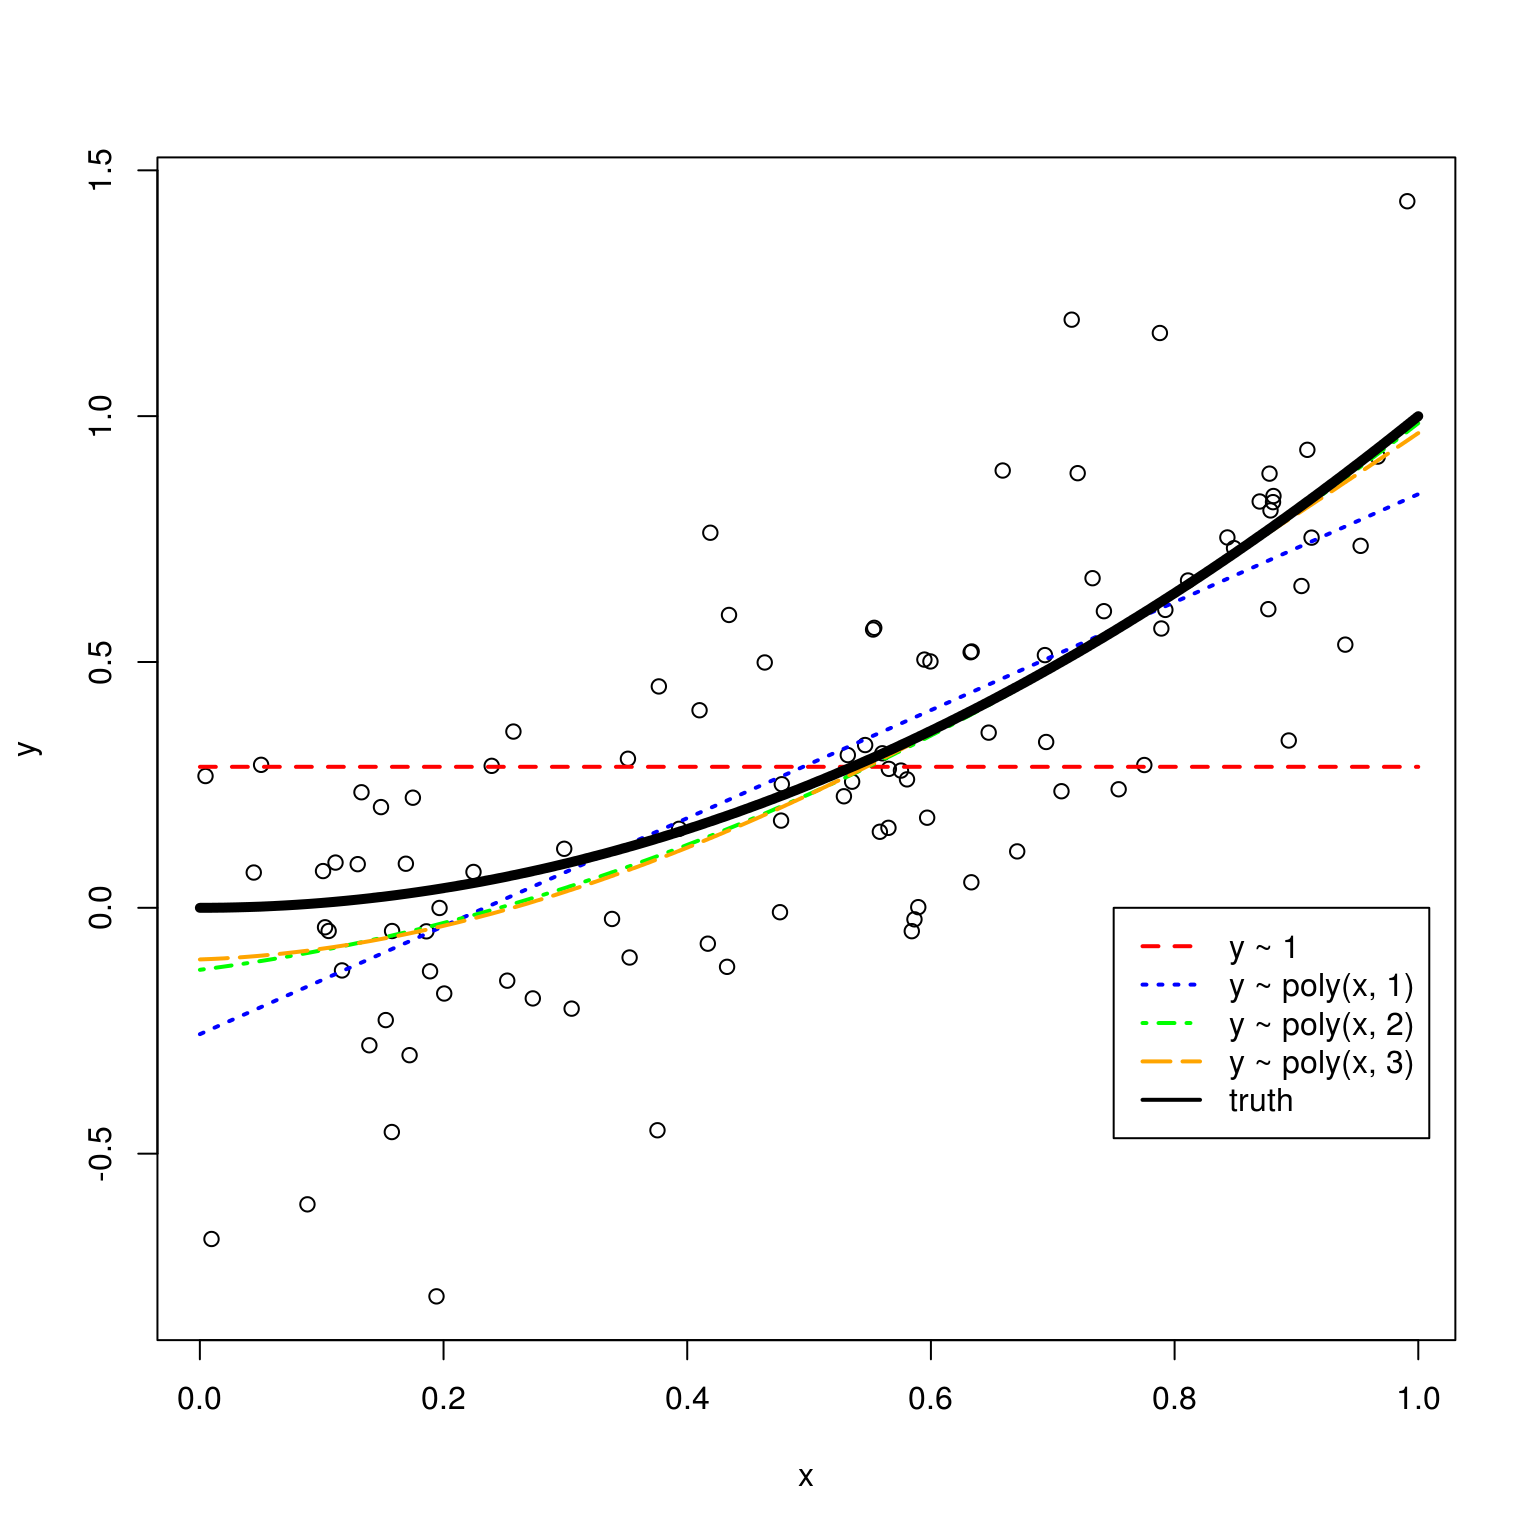 1.5
1.0
0.5
0.0
-0.5
y
y ~ 1
y ~ poly(x, 1)
y ~ poly(x, 2)
y ~ poly(x, 3)
truth
0.0 0.2 0.4 0.6 0.8 1.0
x